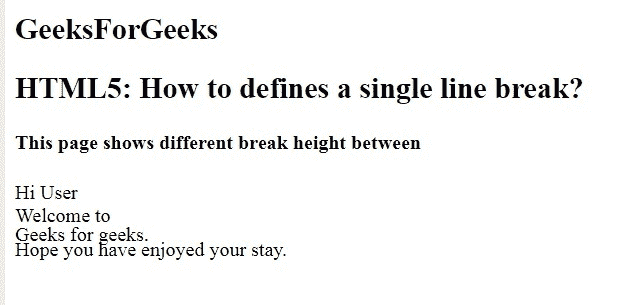 GeeksForGeeks
HTML5: How to defines a single line break?
This page shows different break height between
Hi User
Welcome to
Geeks for geeks.
Hope you have enjoyed your stay.